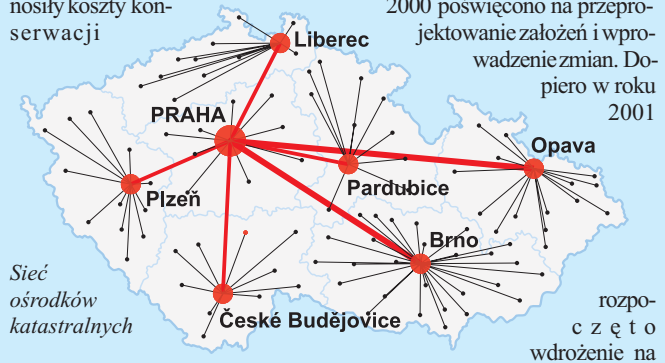 nosiły koszty kon-
serwacji
2000 poświęcono na przepro-
jektowanie założeń i wpro-
wadzenie zmian. Do-
piero w roku
2001
Liberec
PRAHA
Opava
Plzeň
Pardubice
Brno
České Budějovice
Sieć
ośrodków
katastralnych
rozpo-
częto
wdrożenie na